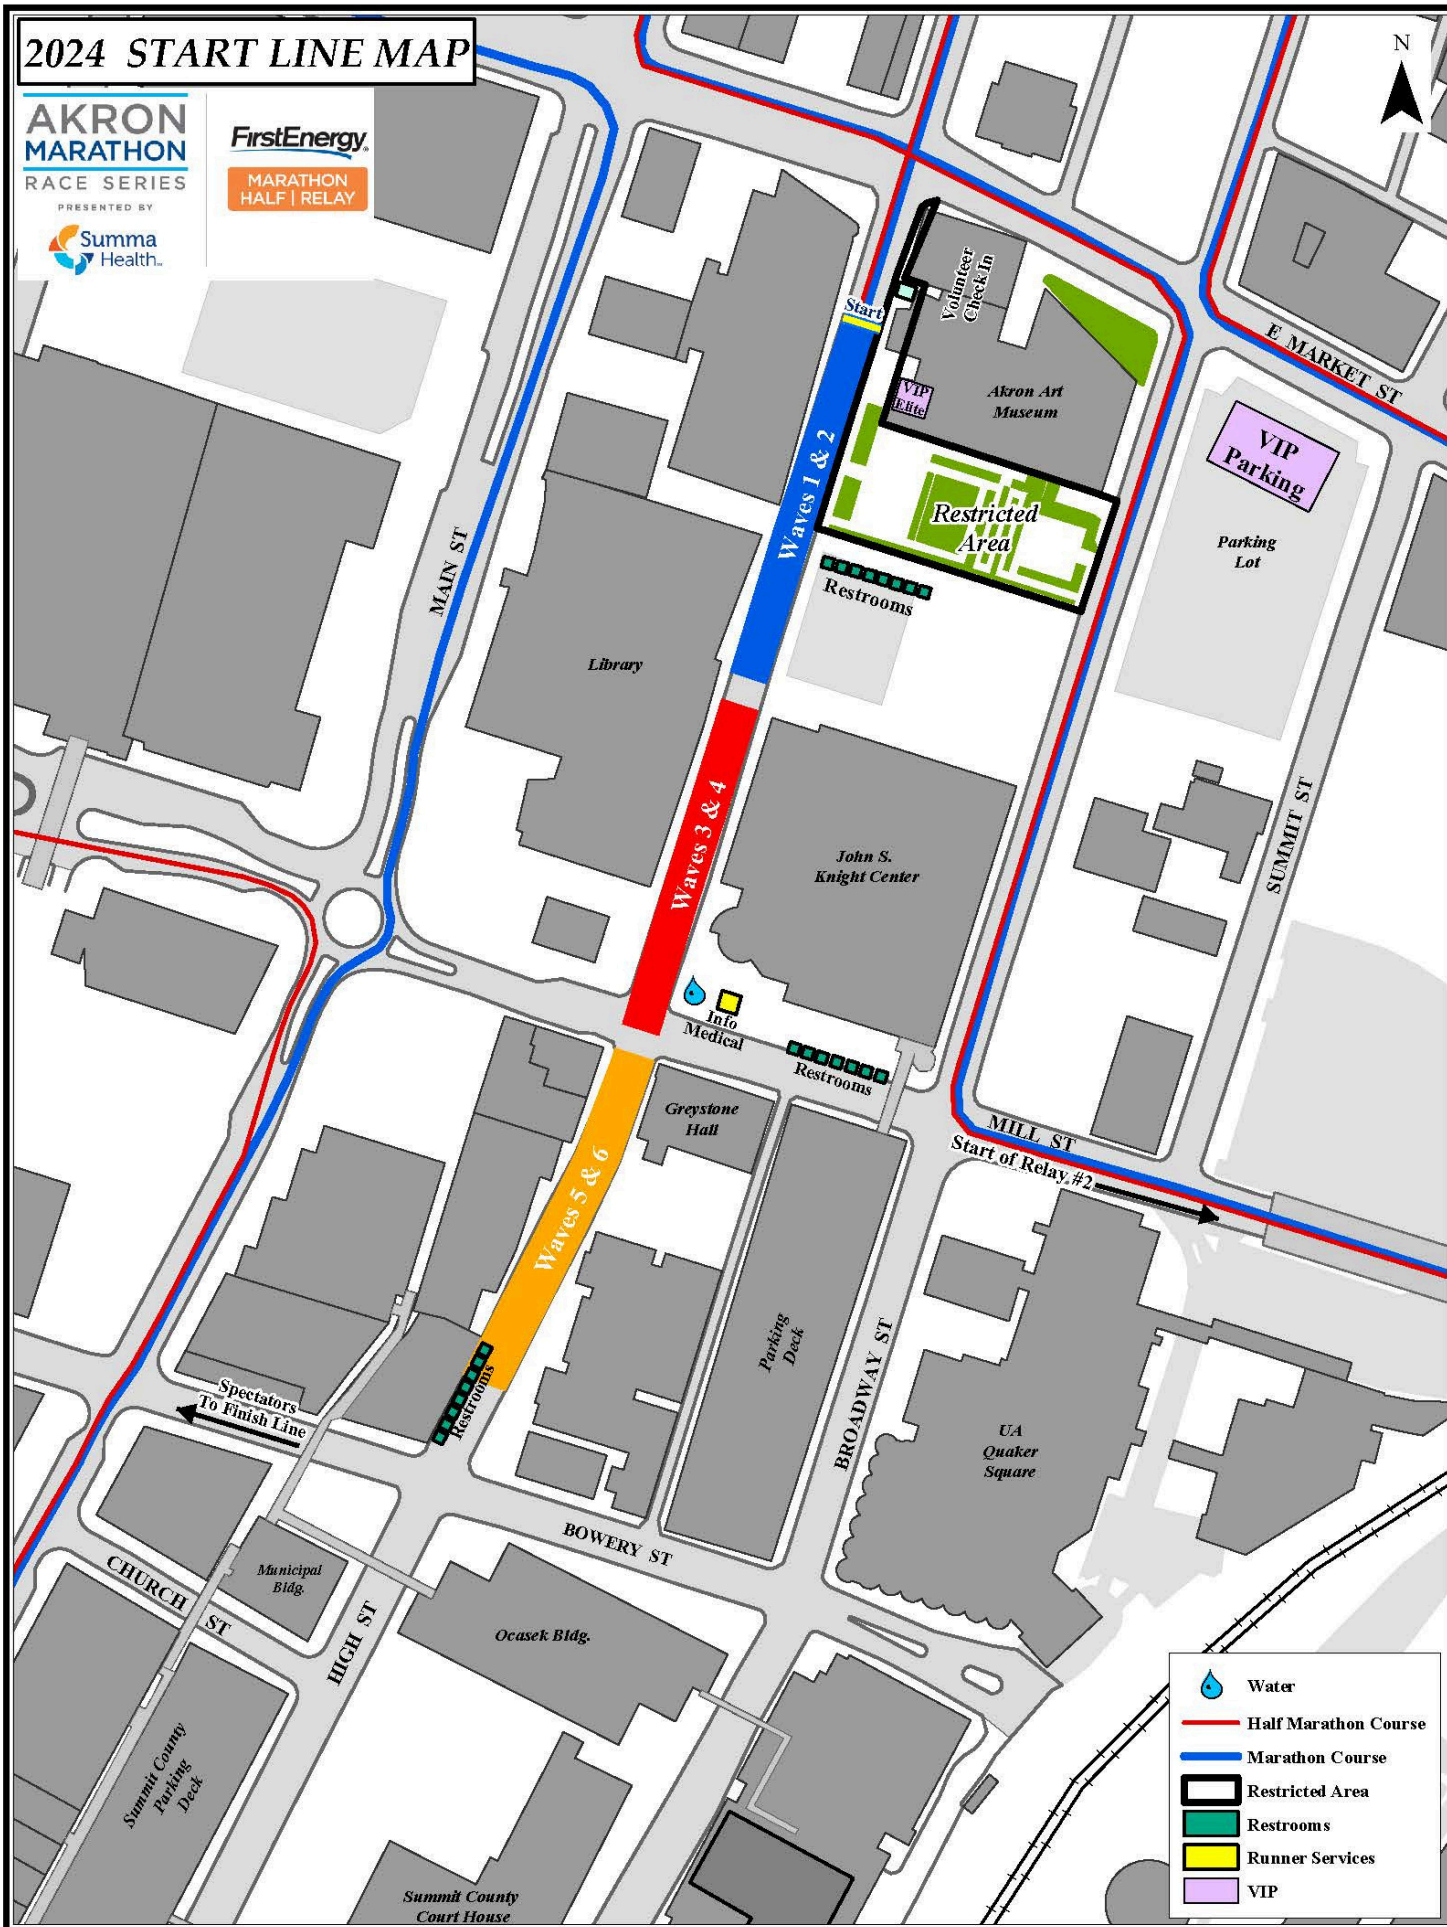 2024 START LINE MAP
N
AKRON
MARATHON
RACE SERIES
PRESENTED BY
Summa
Health
FirstEnergy
MARATHON
HALF | RELAY
Volunteer
Check In
Start
VIP
Elite
Akron Art
Museum
E MARKET ST
VIP
Parking
Parking
Lot
Waves 1 & 2
Restricted
Area
Restrooms
MAIN ST
Library
Waves 3 & 4
John S.
Knight Center
SUMMIT ST
Info
Medical
Restrooms
Greystone
Hall
MILL ST
Start of Relay #2
Waves 5 & 6
Parking
Deck
BROADWAY ST
Restrooms
Spectators
To Finish Line
UA
Quaker
Square
BOWERY ST
CHURCH ST
Municipal
Bldg.
HIGH ST
Ocasek Bldg.
Summit County
Parking
Deck
Summit County
Court House
Water
Half Marathon Course
Marathon Course
Restricted Area
Restrooms
Runner Services
VIP